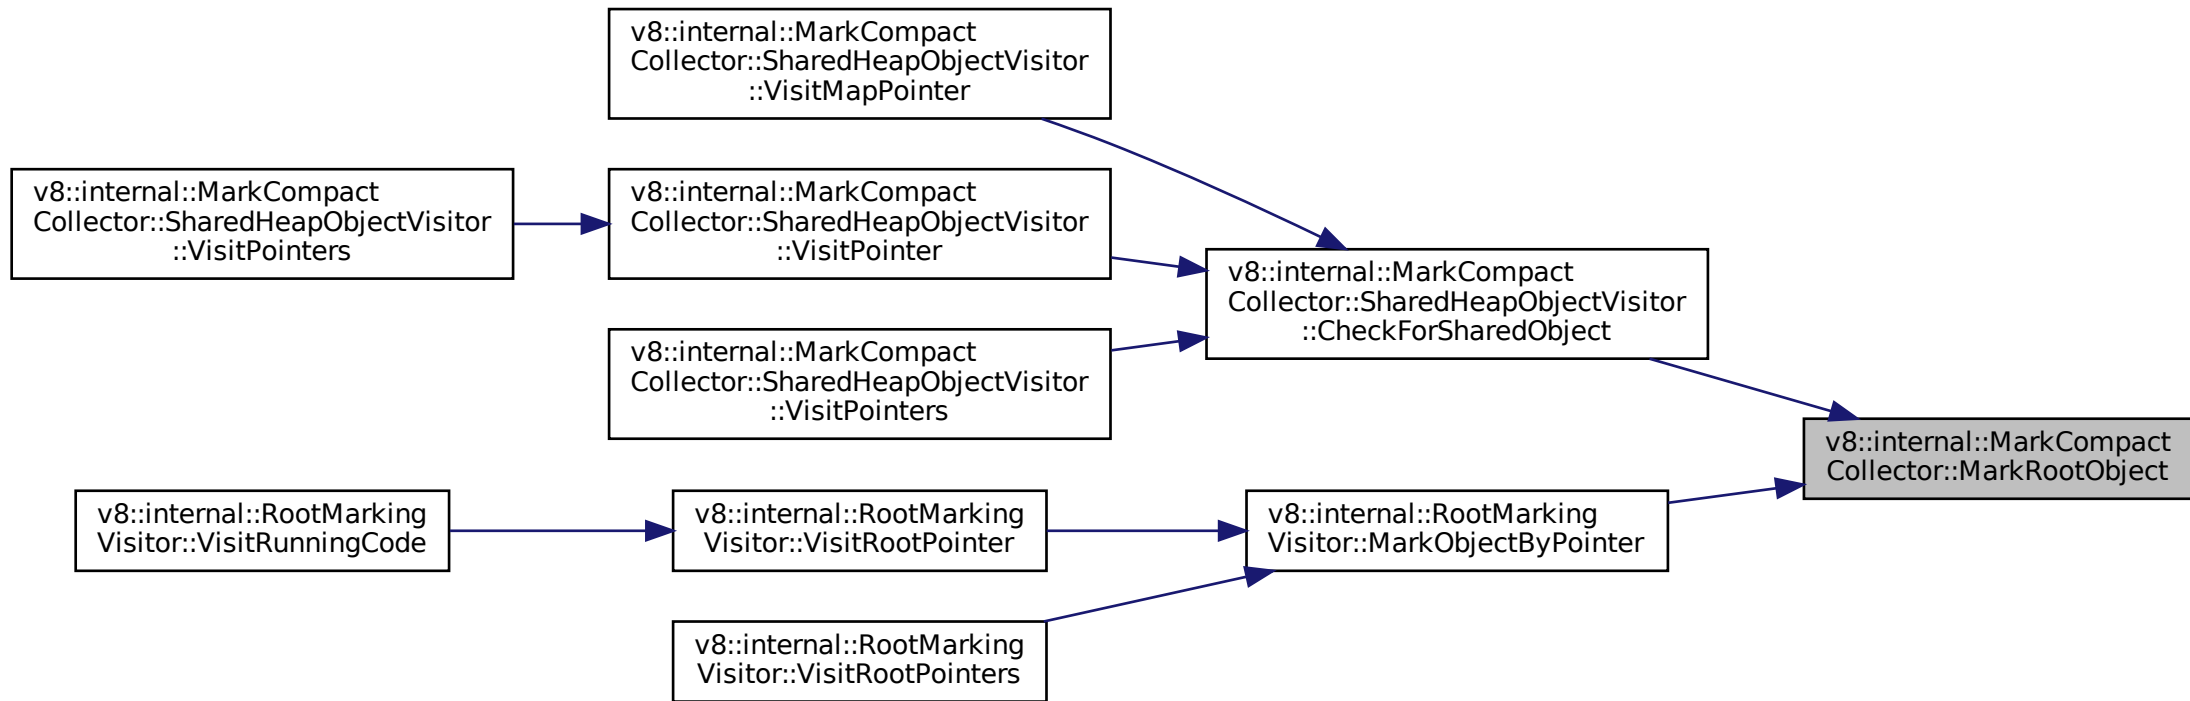 v8::internal::MarkCompact
Collector::SharedHeapObjectVisitor
::VisitMapPointer
v8::internal::MarkCompact
Collector::SharedHeapObjectVisitor
::VisitPointers
v8::internal::MarkCompact
Collector::SharedHeapObjectVisitor
::VisitPointer
v8::internal::MarkCompact
Collector::SharedHeapObjectVisitor
::CheckForSharedObject
v8::internal::MarkCompact
Collector::SharedHeapObjectVisitor
::VisitPointers
v8::internal::MarkCompact
Collector::MarkRootObject
v8::internal::RootMarking
Visitor::VisitRunningCode
v8::internal::RootMarking
Visitor::VisitRootPointer
v8::internal::RootMarking
Visitor::MarkObjectByPointer
v8::internal::RootMarking
Visitor::VisitRootPointers